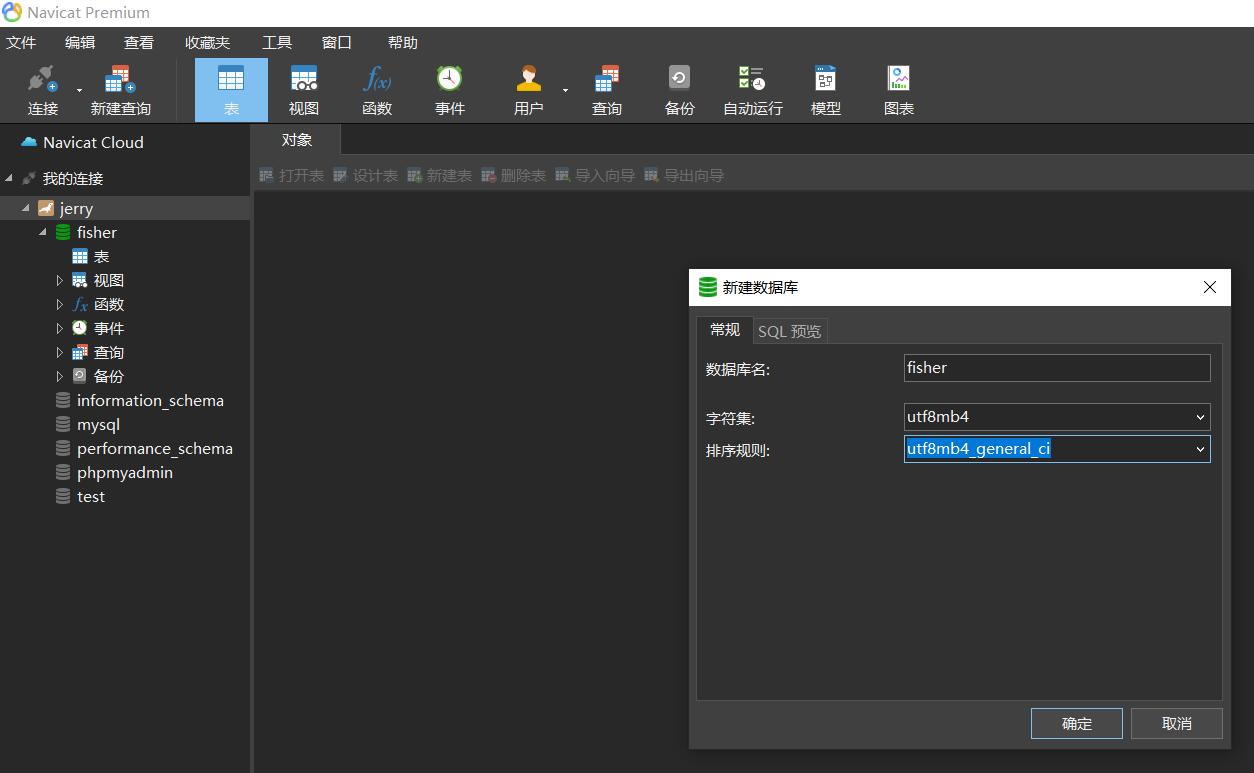 Navicat Premium
文件 编辑 查看 收藏夹 工具 窗口 帮助
连接 新建查询 表 视图 函数 事件 用户 查询 备份 自动运行 模型 图表
Navicat Cloud
对象
我的连接
打开表 设计表 新建表 删除表 导入向导 导出向导
jerry
fisher
表
视图
函数
事件
查询
备份
information_schema
mysql
performance_schema
phpmyadmin
test
新建数据库
常规 SQL 预览
数据库名: fisher
字符集: utf8mb4
排序规则: utf8mb4_general_ci
确定 取消